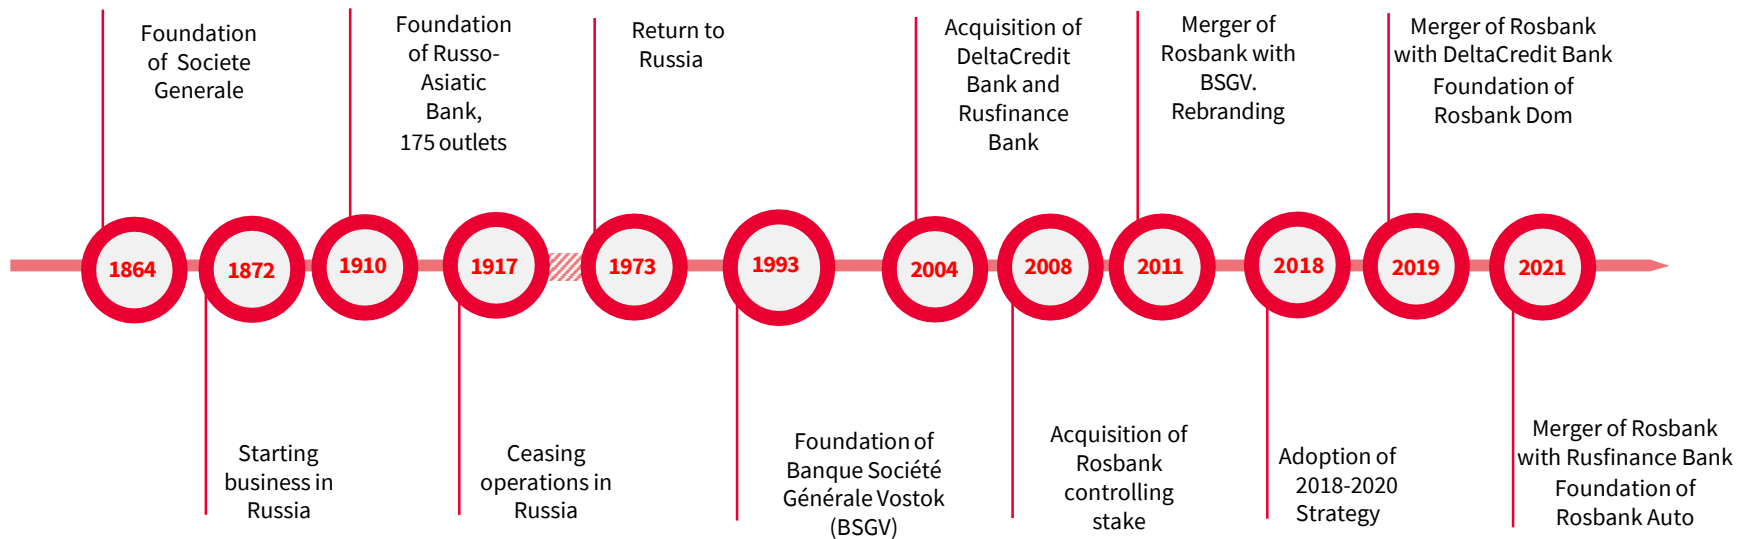 Foundation
of Societe
Generale
Foundation
of Russo-
Asiatic
Bank,
175 outlets
Return to
Russia
Acquisition of
DeltaCredit
Bank and
Rusfinance
Bank
Merger of
Rosbank with
BSGV.
Rebranding
Merger of Rosbank
with DeltaCredit Bank
Foundation of
Rosbank Dom
1864
1872
1910
1917
1973
1993
2004
2008
2011
2018
2019
2021
Starting
business in
Russia
Ceasing
operations in
Russia
Foundation of
Banque Société
Générale Vostok
(BSGV)
Acquisition of
Rosbank
controlling
stake
Adoption of
2018-2020
Strategy
Merger of Rosbank
with Rusfinance Bank
Foundation of
Rosbank Auto